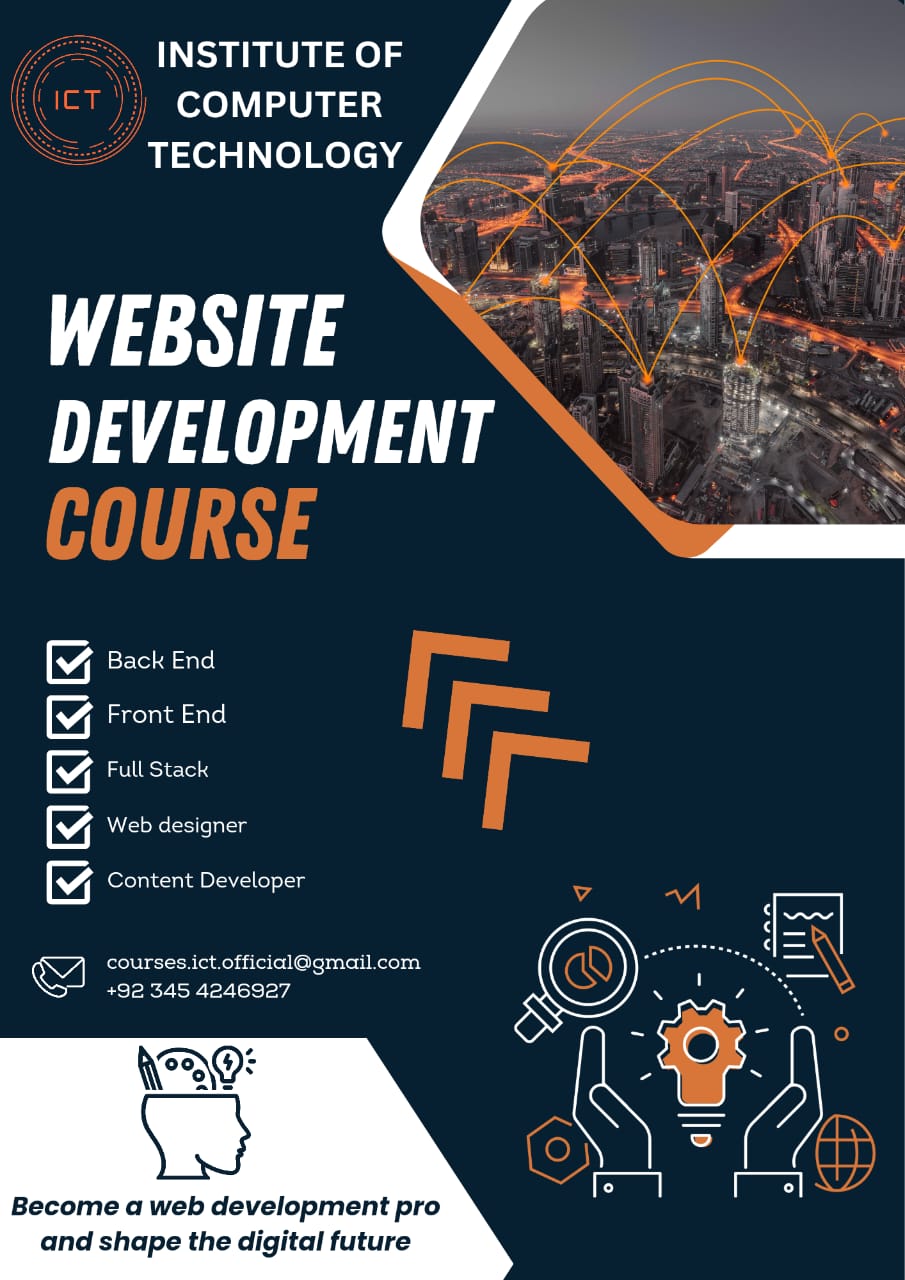 ICT
INSTITUTE OF
COMPUTER
TECHNOLOGY
WEBSITE
DEVELOPMENT
COURSE
Back End
Front End
Full Stack
Web designer
Content Developer
courses.ict.official@gmail.com
+92 345 4246927
Become a web development pro
and shape the digital future